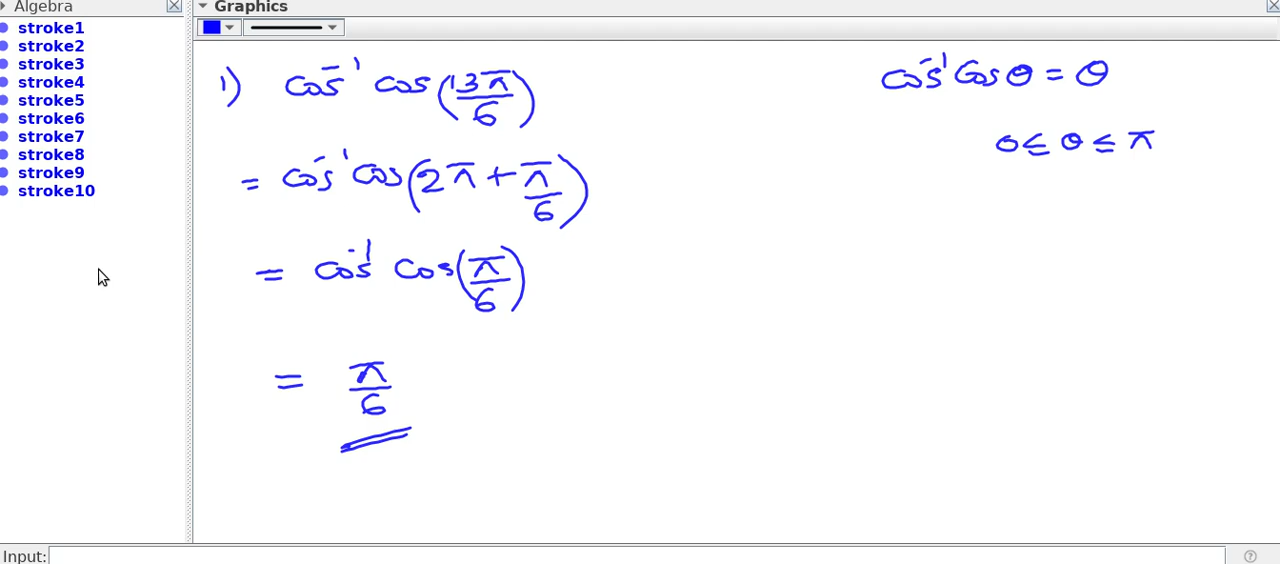 Algebra
stroke1
stroke2
stroke3
stroke4
stroke5
stroke6
stroke7
stroke8
stroke9
stroke10
Graphics
1) cos⁻¹ cos(13π/6)
= cos⁻¹ cos(2π + π/6)
= cos⁻¹ cos(π/6)
= π/6
cos⁻¹ cos θ = θ
0 ≤ θ ≤ π
Input: